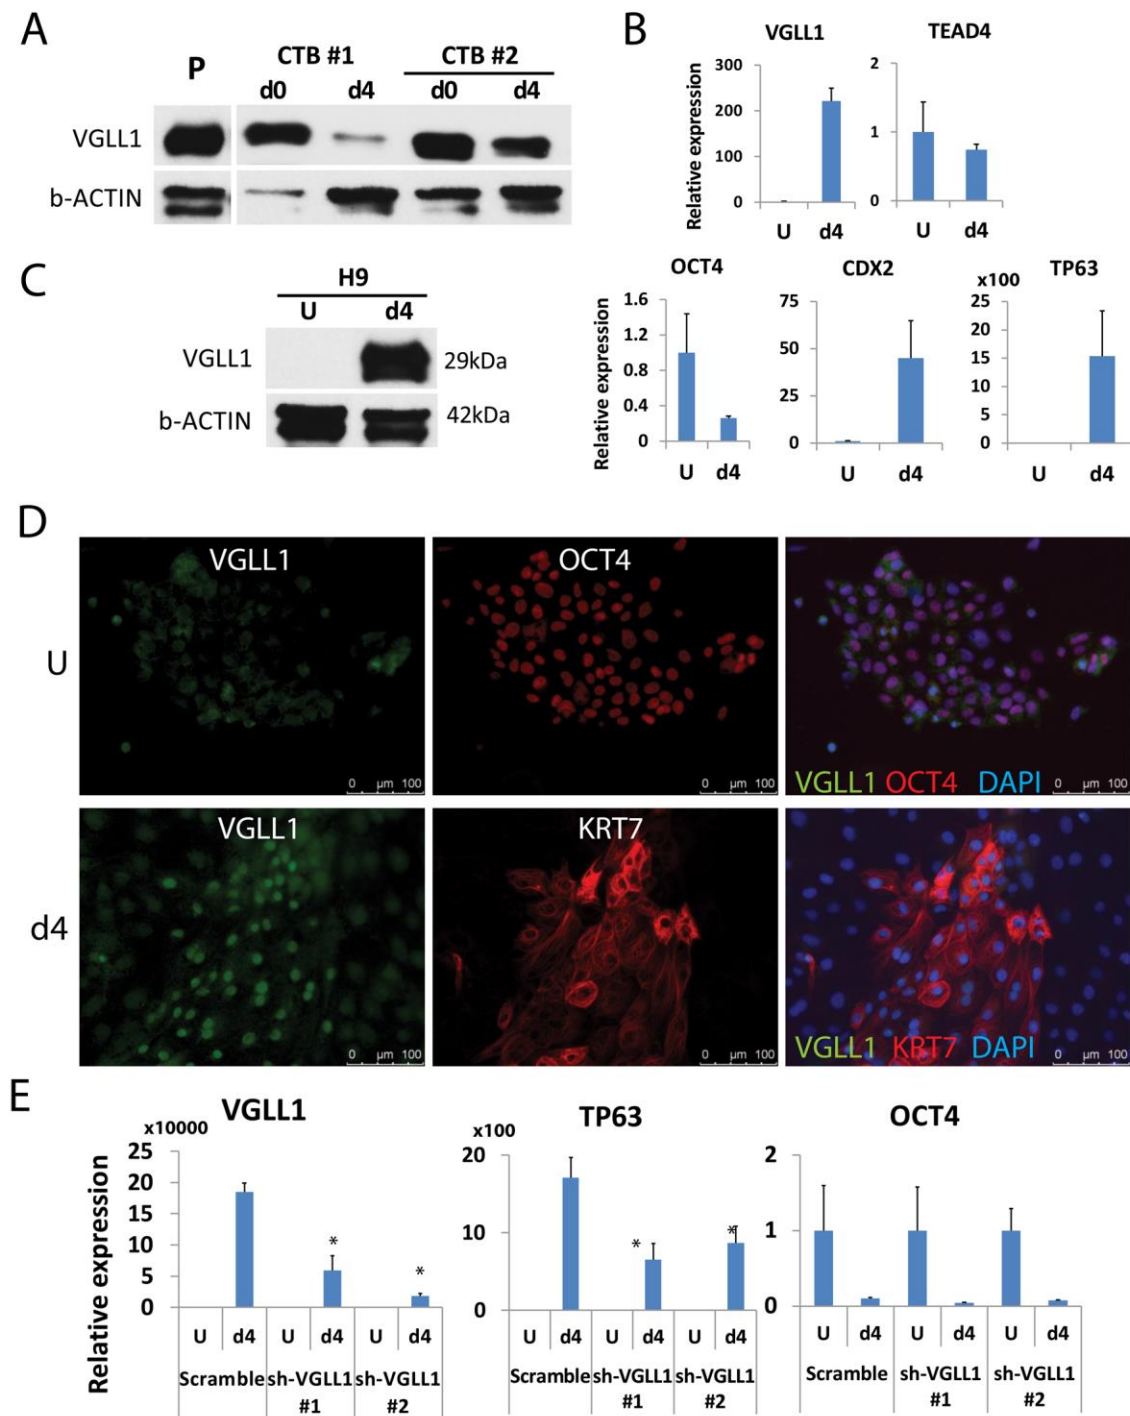 A
P
CTB #1
CTB #2
d0 d4 d0 d4
VGLL1
b-ACTIN
B
VGLL1
TEAD4
Relative expression
300
200
100
0
U d4
2
1
0
U d4
OCT4
CDX2
TP63
Relative expression
1.6
1.2
0.8
0.4
0
U d4
75
50
25
0
U d4
x100
25
20
15
10
5
0
U d4
C
H9
U d4
VGLL1
29kDa
b-ACTIN
42kDa
D
U
VGLL1
0 µm 100
OCT4
0 µm 100
VGLL1 OCT4 DAPI
0 µm 100
d4
VGLL1
0 µm 100
KRT7
0 µm 100
VGLL1 KRT7 DAPI
0 µm 100
E
VGLL1
x10000
Relative expression
25
20
15
10
5
0
*
*
U d4 U d4 U d4
Scramble sh-VGLL1 sh-VGLL1
#1 #2
TP63
x100
20
10
0
*
*
U d4 U d4 U d4
Scramble sh-VGLL1 sh-VGLL1
#1 #2
OCT4
2
1
0
U d4 U d4 U d4
Scramble sh-VGLL1 sh-VGLL1
#1 #2